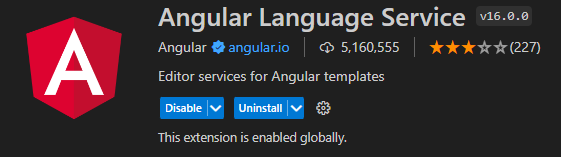 Angular Language Service v16.0.0
Angular angular.io 5,160,555 (227)
Editor services for Angular templates
Disable Uninstall
This extension is enabled globally.